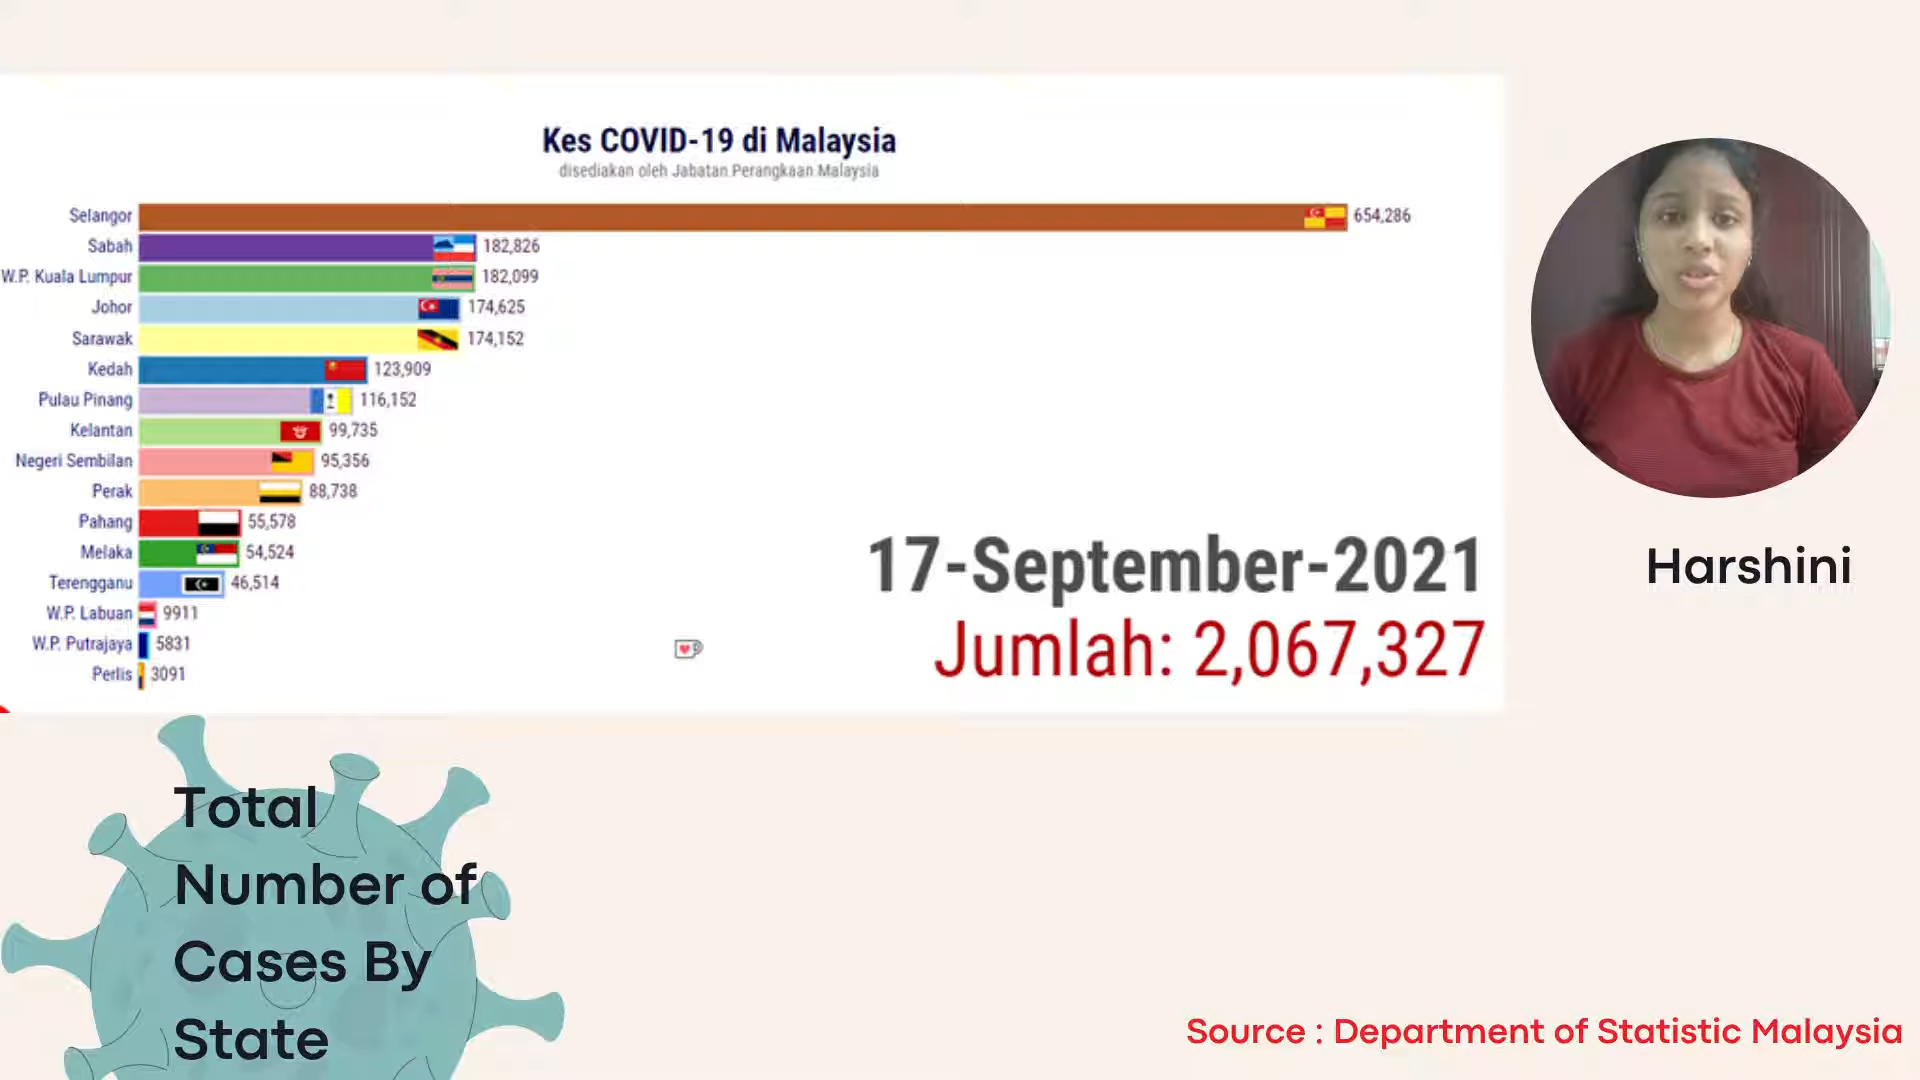 Kes COVID-19 di Malaysia
disediakan oleh Jabatan Perangkaan Malaysia
Selangor 654,286
Sabah 182,826
W.P. Kuala Lumpur 182,099
Johor 174,625
Sarawak 174,152
Kedah 123,909
Pulau Pinang 116,152
Kelantan 99,735
Negeri Sembilan 95,356
Perak 88,738
Pahang 55,578
Melaka 54,524
Terengganu 46,514
W.P. Labuan 9911
W.P. Putrajaya 5831
Perlis 3091
17-September-2021
Jumlah: 2,067,327
Harshini
Total
Number of
Cases By
State
Source : Department of Statistic Malaysia